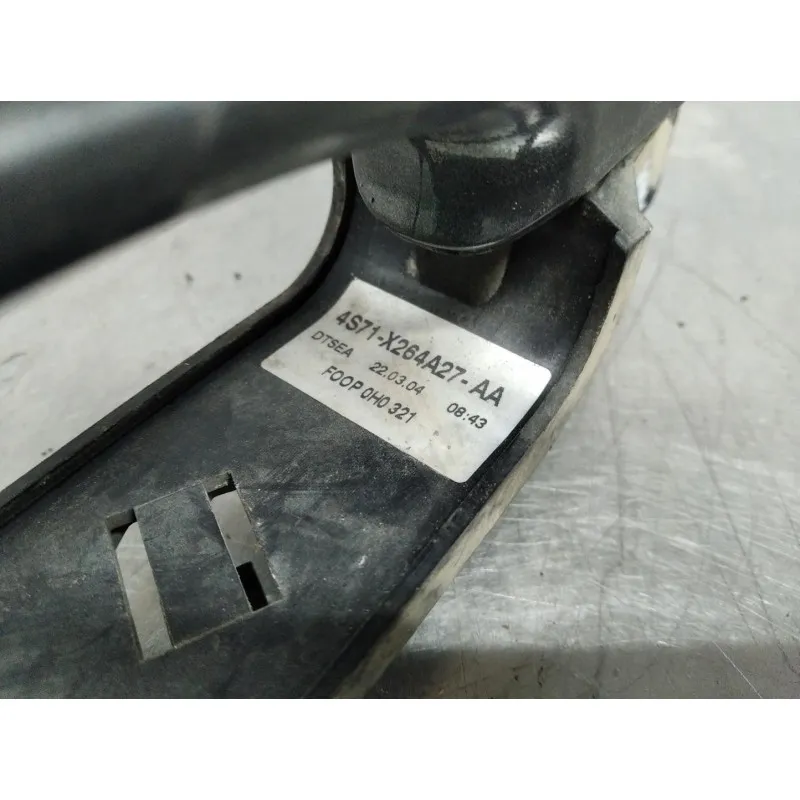 4S71-X264A27-AA
DTSEA 22.03.04 08:43
FOOP 0H0 321